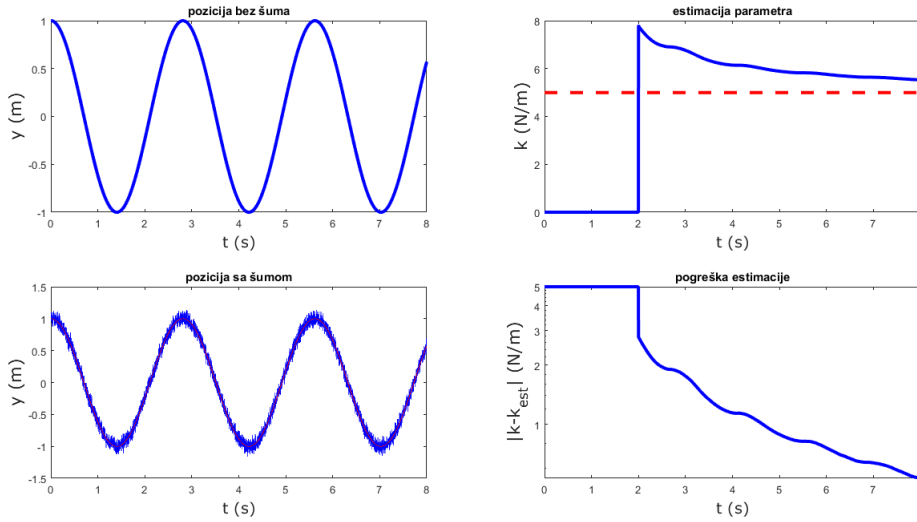 pozicija bez šuma
1
0.5
0
-0.5
-1
y (m)
0 1 2 3 4 5 6 7 8
t (s)
estimacija parametra
8
6
4
2
0
k (N/m)
0 1 2 3 4 5 6 7
t (s)
pozicija sa šumom
1.5
1
0.5
0
-0.5
-1
-1.5
y (m)
0 1 2 3 4 5 6 7 8
t (s)
pogreška estimacije
5
4
3
2
1
|k-k_est| (N/m)
0 1 2 3 4 5 6 7
t (s)